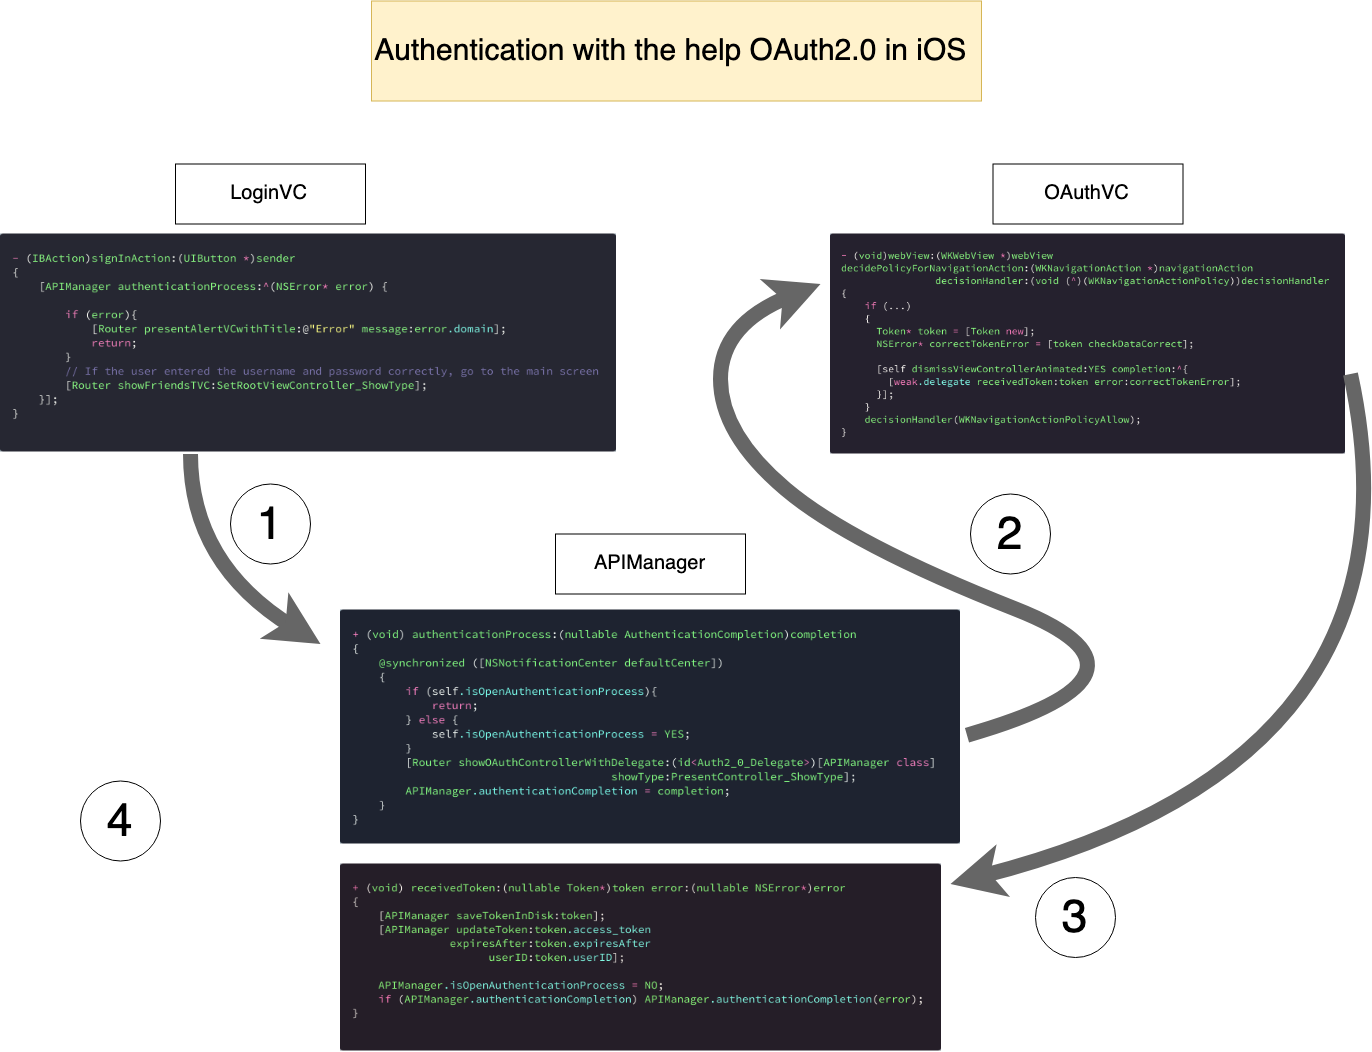 Authentication with the help OAuth2.0 in iOS
LoginVC
- (IBAction)signInAction:(UIButton *)sender
{
[APIManager authenticationProcess:^(NSError* error) {
if (error){
[Router presentAlertVCwithTitle:@"Error" message:error.domain];
return;
}
// If the user entered the username and password correctly, go to the main screen
[Router showFriendsTVC:SetRootViewController_ShowType];
}];
}
OAuthVC
- (void)webView:(WKWebView *)webView
decidePolicyForNavigationAction:(WKNavigationAction *)navigationAction
decisionHandler:(void (^)(WKNavigationActionPolicy))decisionHandler
{
if (...)
{
Token* token = [Token new];
NSError* correctTokenError = [token checkDataCorrect];
[self dismissViewControllerAnimated:YES completion:^{
[weak.delegate receivedToken:token error:correctTokenError];
}];
}
decisionHandler(WKNavigationActionPolicyAllow);
}
1
2
APIManager
+ (void) authenticationProcess:(nullable AuthenticationCompletion)completion
{
@synchronized ([NSNotificationCenter defaultCenter])
{
if (self.isOpenAuthenticationProcess){
return;
} else {
self.isOpenAuthenticationProcess = YES;
}
[Router showOAuthControllerWithDelegate:(id<Auth2_0_Delegate>)[APIManager class]
showType:PresentController_ShowType];
APIManager.authenticationCompletion = completion;
}
}
4
+ (void) receivedToken:(nullable Token*)token error:(nullable NSError*)error
{
[APIManager saveTokenInDisk:token];
[APIManager updateToken:token.access_token
expiresAfter:token.expiresAfter
userID:token.userID];
APIManager.isOpenAuthenticationProcess = NO;
if (APIManager.authenticationCompletion) APIManager.authenticationCompletion(error);
}
3